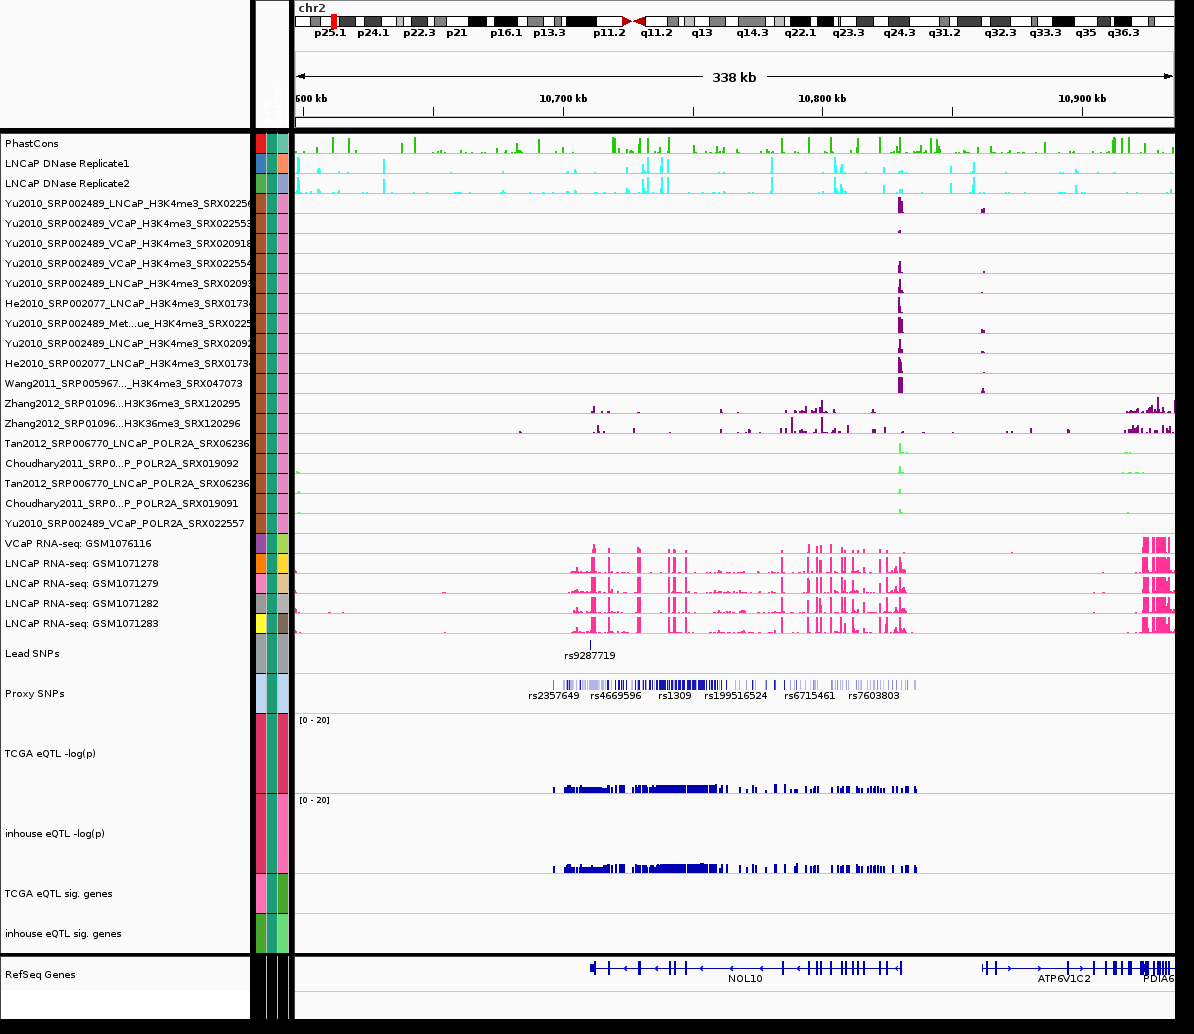 chr2
p25.1 p24.1 p22.3 p21 p16.1 p13.3 p11.2 q11.2 q13 q14.3 q22.1 q23.3 q24.3 q31.2 q32.3 q33.3 q35 q36.3
338 kb
600 kb 10,700 kb 10,800 kb 10,900 kb
PhastCons
LNCaP DNase Replicate1
LNCaP DNase Replicate2
Yu2010_SRP002489_LNCaP_H3K4me3_SRX02256
Yu2010_SRP002489_VCaP_H3K4me3_SRX022553
Yu2010_SRP002489_VCaP_H3K4me3_SRX020918
Yu2010_SRP002489_VCaP_H3K4me3_SRX022554
Yu2010_SRP002489_LNCaP_H3K4me3_SRX02092
He2010_SRP002077_LNCaP_H3K4me3_SRX0173
Yu2010_SRP002489_Met...ue_H3K4me3_SRX0225
Yu2010_SRP002489_LNCaP_H3K4me3_SRX02092
He2010_SRP002077_LNCaP_H3K4me3_SRX0173
Wang2011_SRP005967..._H3K4me3_SRX047073
Zhang2012_SRP01096...H3K36me3_SRX120295
Zhang2012_SRP01096...H3K36me3_SRX120296
Tan2012_SRP006770_LNCaP_POLR2A_SRX06236
Choudhary2011_SRP0...P_POLR2A_SRX019092
Tan2012_SRP006770_LNCaP_POLR2A_SRX06236
Choudhary2011_SRP0...P_POLR2A_SRX019091
Yu2010_SRP002489_VCaP_POLR2A_SRX022557
VCaP RNA-seq: GSM1076116
LNCaP RNA-seq: GSM1071278
LNCaP RNA-seq: GSM1071279
LNCaP RNA-seq: GSM1071282
LNCaP RNA-seq: GSM1071283
Lead SNPs
rs9287719
Proxy SNPs
rs2357649 rs4669596 rs1309 rs199516524 rs6715461 rs7603803
[0 - 20]
TCGA eQTL -log(p)
[0 - 20]
inhouse eQTL -log(p)
TCGA eQTL sig. genes
inhouse eQTL sig. genes
RefSeq Genes
NOL10 ATP6V1C2 PDIA6